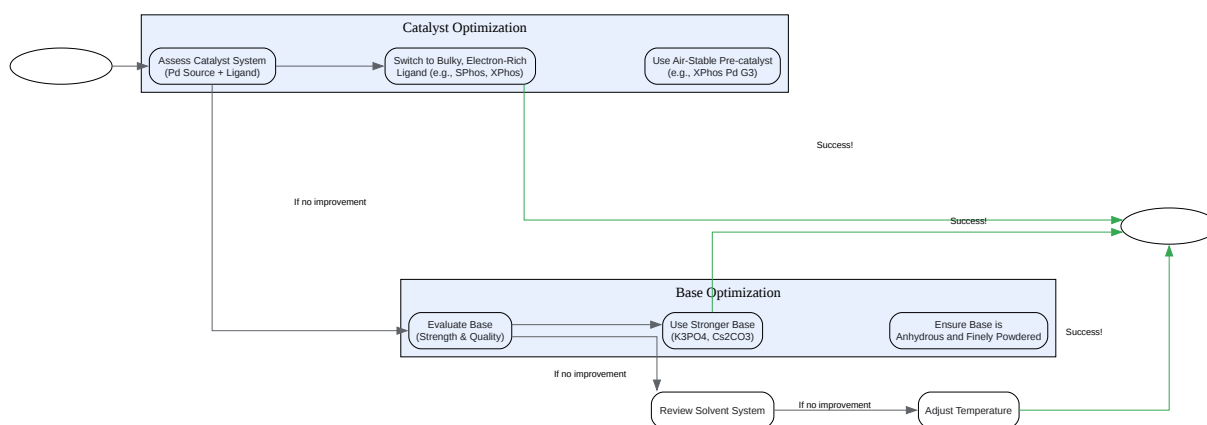 Catalyst Optimization
Assess Catalyst System
(Pd Source + Ligand)
Switch to Bulky, Electron-Rich
Ligand (e.g., SPhos, XPhos)
Use Air-Stable Pre-catalyst
(e.g., XPhos Pd G3)
Success!
If no improvement
Success!
Base Optimization
Evaluate Base
(Strength & Quality)
Use Stronger Base
(K3PO4, Cs2CO3)
Ensure Base is
Anhydrous and Finely Powdered
Success!
If no improvement
Review Solvent System
If no improvement
Adjust Temperature